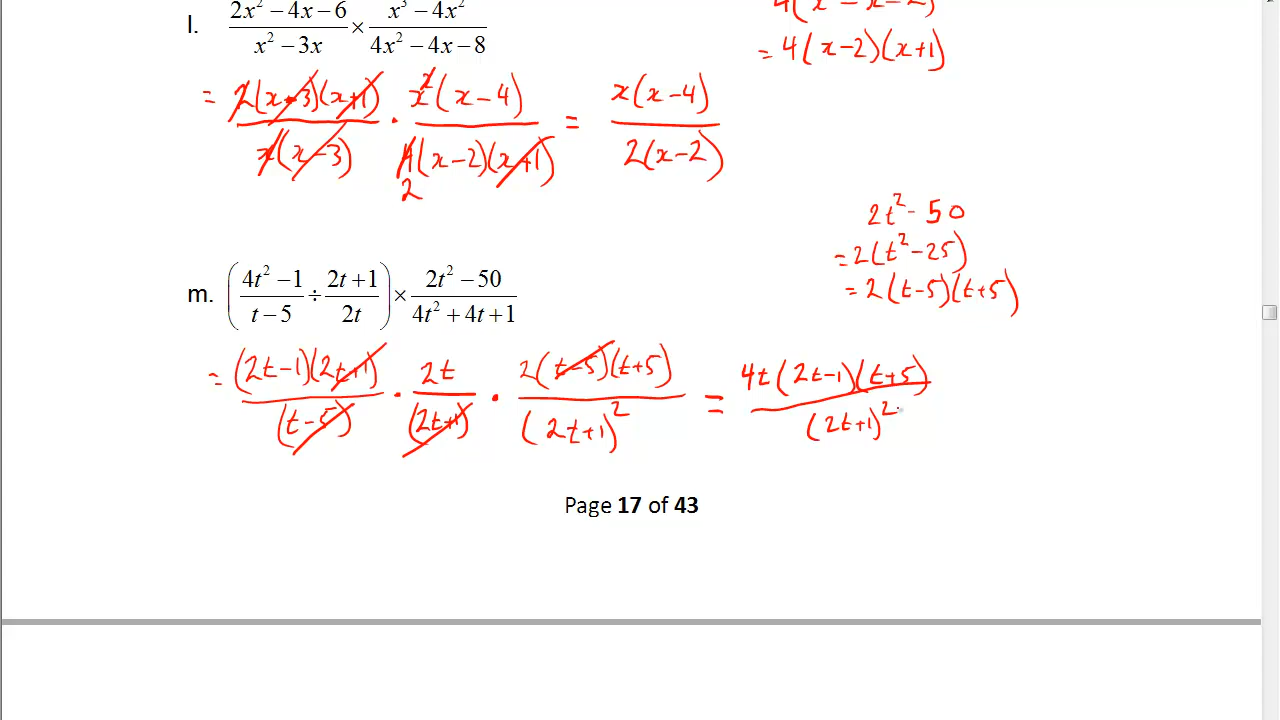 4(x² - x - 2)
l. (2x² − 4x − 6)/(x² − 3x) × (x³ − 4x²)/(4x² − 4x − 8)
= 4(x-2)(x+1)
= 2(x-3)(x+1)/x(x-3) · x²(x-4)/4(x-2)(x+1) = x(x-4)/2(x-2)
2
2t² - 50
= 2(t² - 25)
= 2(t-5)(t+5)
m. ((4t² − 1)/(t − 5) ÷ (2t + 1)/(2t)) × (2t² − 50)/(4t² + 4t + 1)
= (2t-1)(2t+1)/(t-5) · 2t/(2t+1) · 2(t-5)(t+5)/(2t+1)² = 4t(2t-1)(t+5)/(2t+1)²
Page 17 of 43